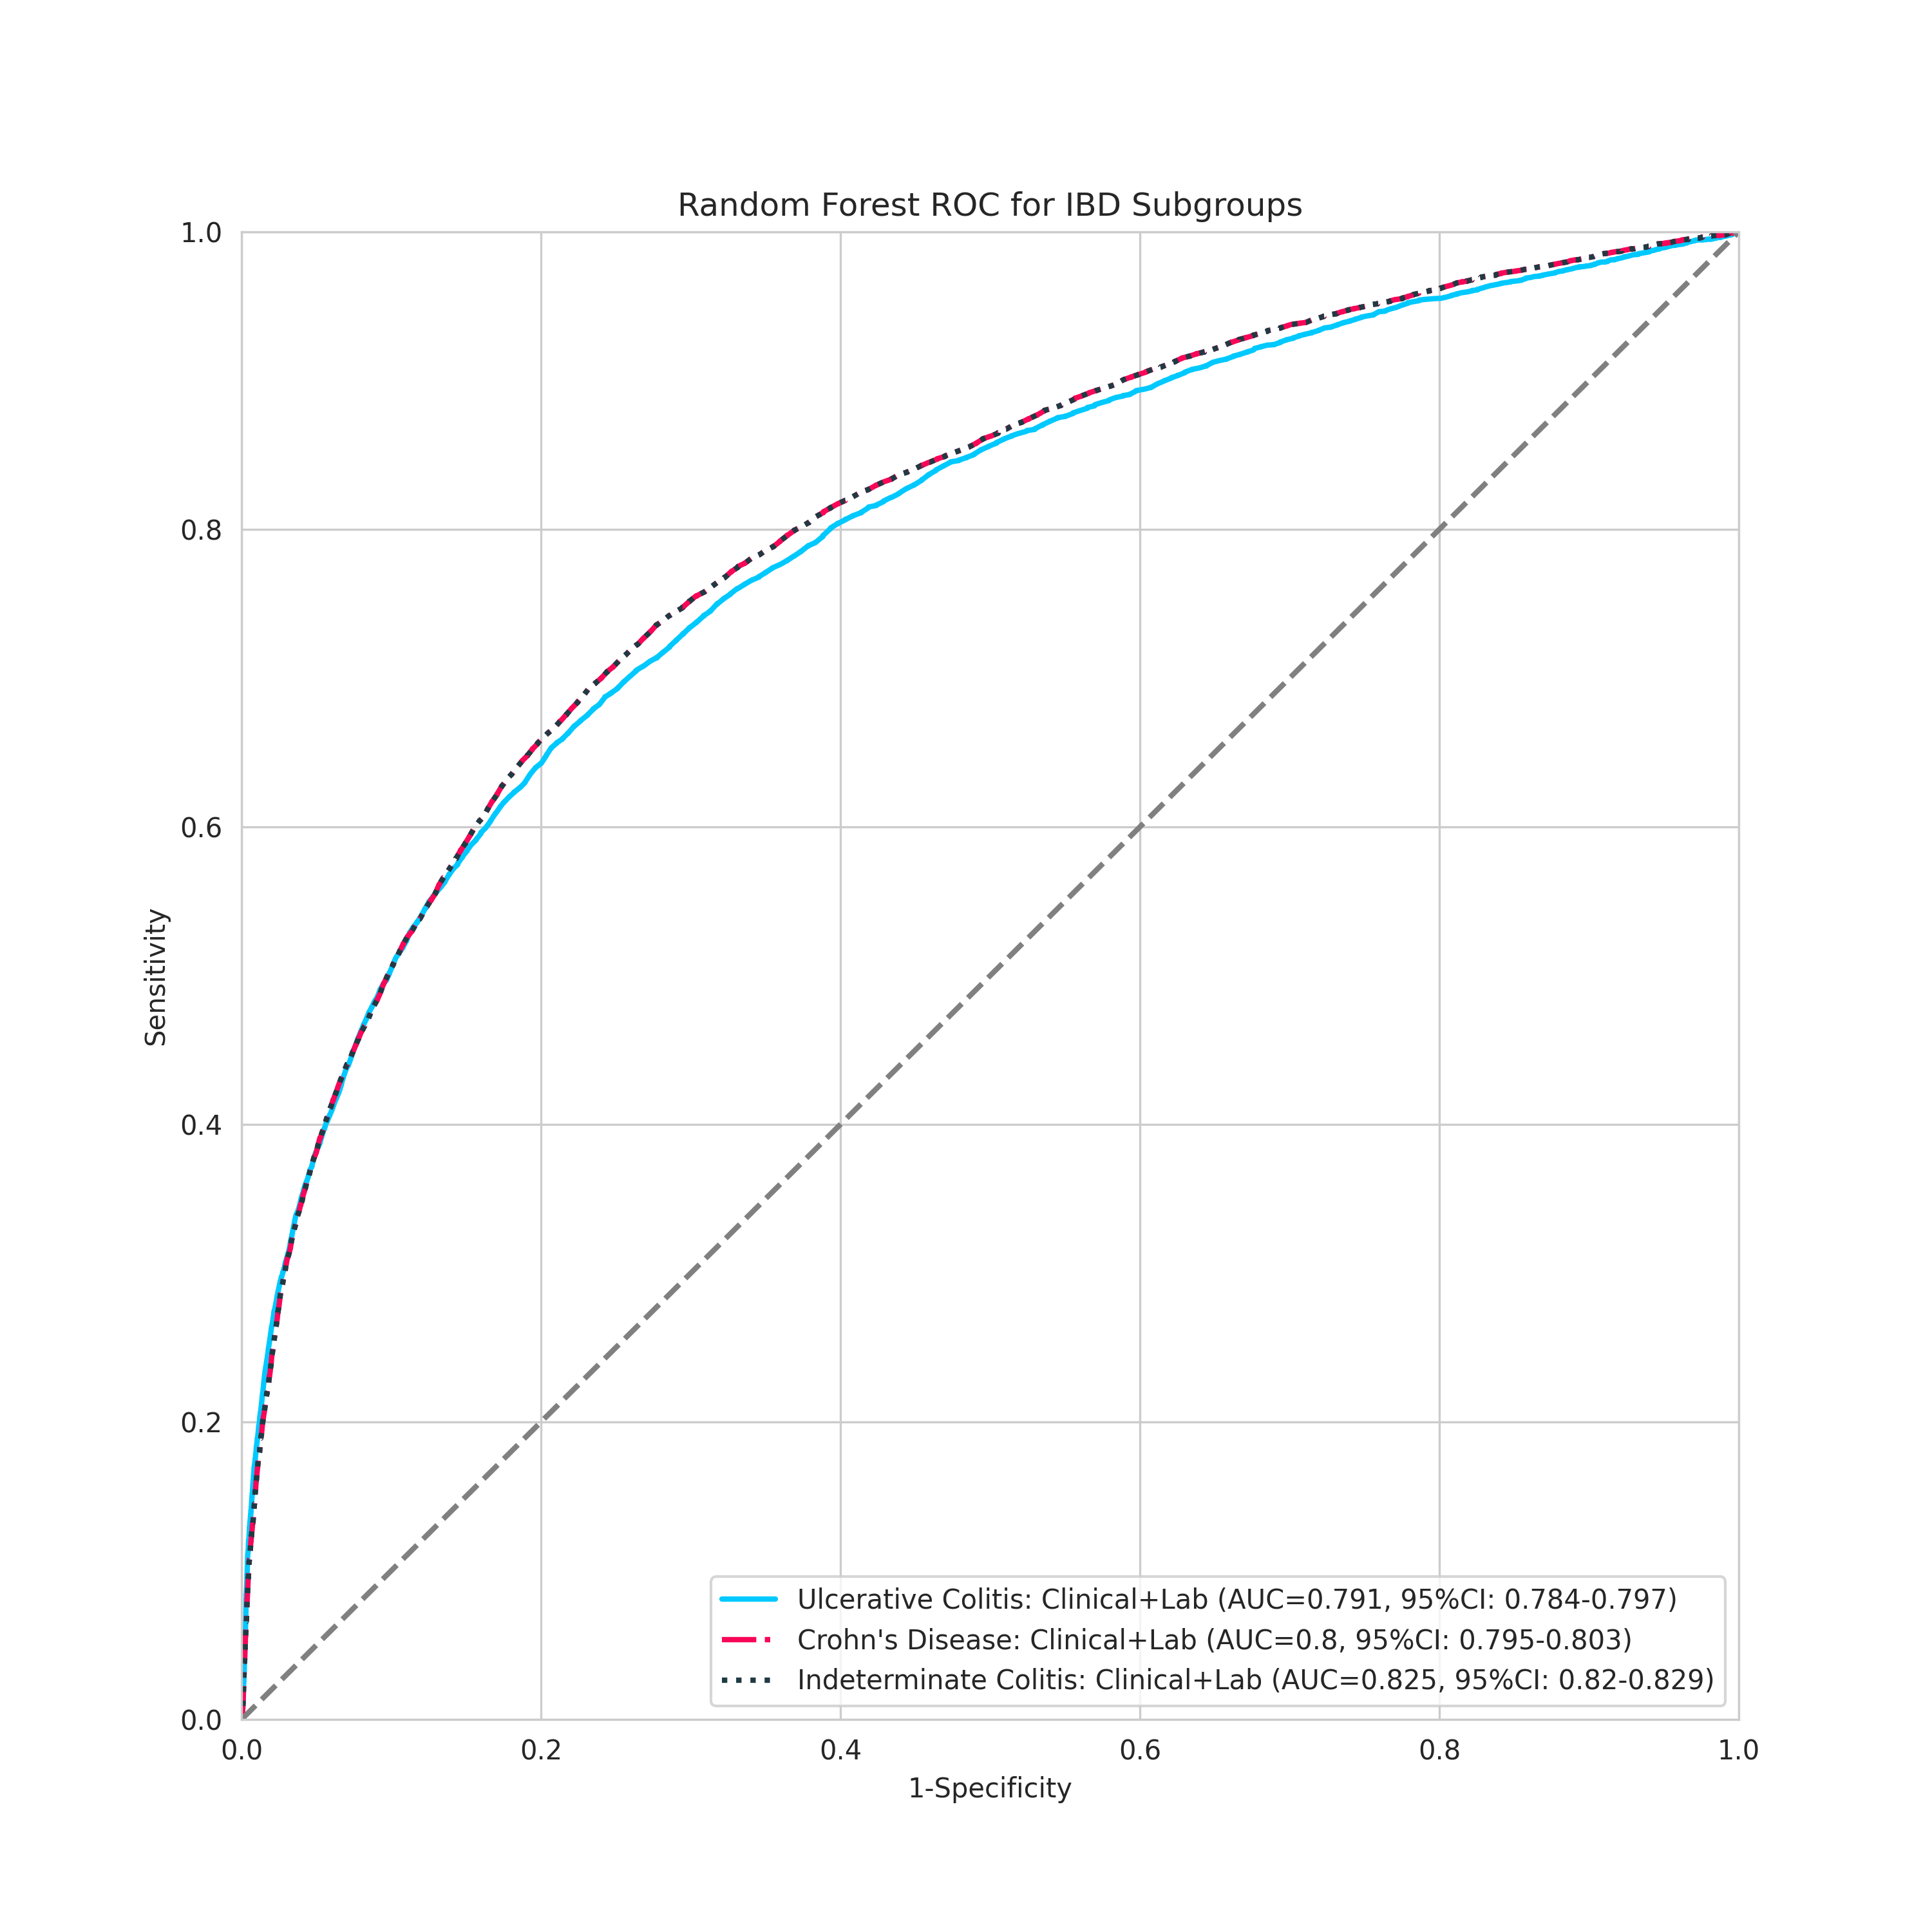 Random Forest ROC for IBD Subgroups
1.0
0.8
0.6
0.4
0.2
0.0
Sensitivity
0.0 0.2 0.4 0.6 0.8 1.0
1-Specificity
Ulcerative Colitis: Clinical+Lab (AUC=0.791, 95%CI: 0.784-0.797)
Crohn's Disease: Clinical+Lab (AUC=0.8, 95%CI: 0.795-0.803)
Indeterminate Colitis: Clinical+Lab (AUC=0.825, 95%CI: 0.82-0.829)